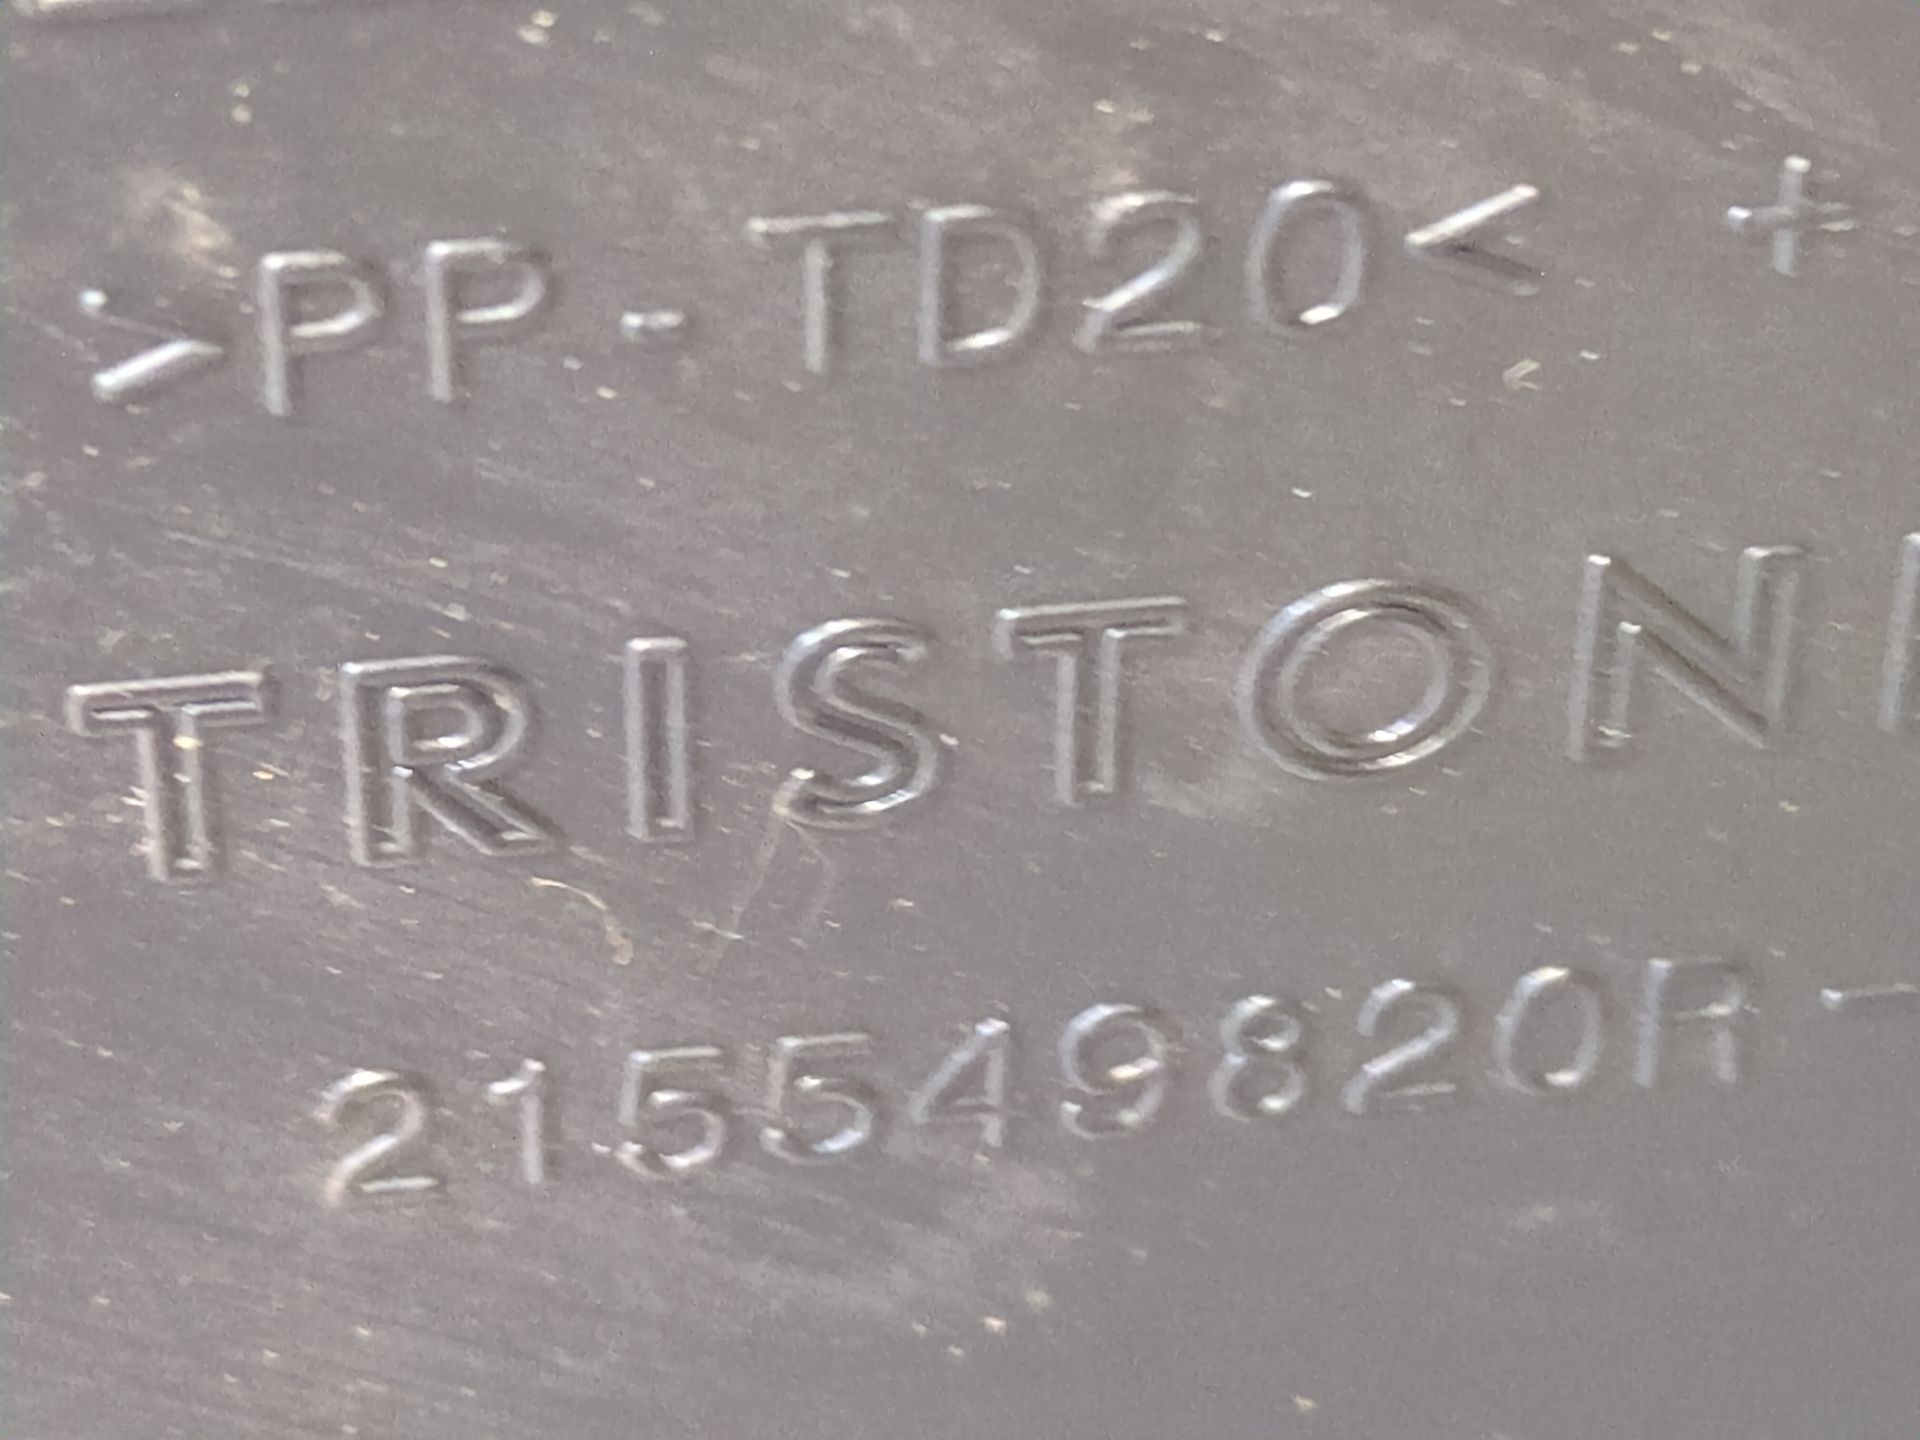 >PP-TD20< +
TRISTON
215549820R -